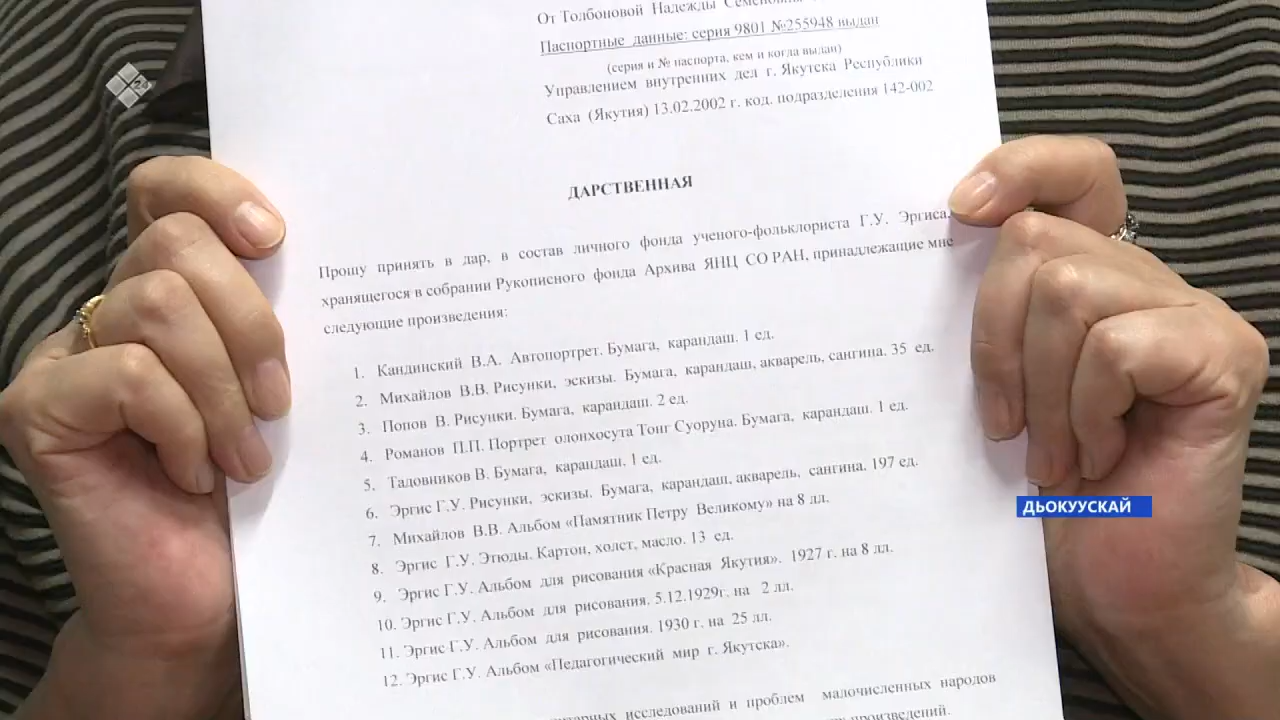 От Толбоновой Надежды Семеновны
Паспортные данные: серия 9801 №255948 выдан
(серия и № паспорта, кем и когда выдан)
Управлением внутренних дел г. Якутска Республики
Саха (Якутия) 13.02.2002 г. код. подразделения 142-002
24
ДАРСТВЕННАЯ
Прошу принять в дар, в состав личного фонда ученого-фольклориста Г.У. Эргиса,
хранящегося в собрании Рукописного фонда Архива ЯНЦ СО РАН, принадлежащие мне
следующие произведения:
1. Кандинский В.А. Автопортрет. Бумага, карандаш. 1 ед.
2. Михайлов В.В. Рисунки, эскизы. Бумага, карандаш, акварель, сангина. 35 ед.
3. Попов В. Рисунки. Бумага, карандаш. 2 ед.
4. Романов П.П. Портрет олонхосута Тонг Суоруна. Бумага, карандаш. 1 ед.
5. Тадовников В. Бумага, карандаш. 1 ед.
6. Эргис Г.У. Рисунки, эскизы. Бумага, карандаш, акварель, сангина. 197 ед.
7. Михайлов В.В. Альбом «Памятник Петру Великому» на 8 лл.
8. Эргис Г.У. Этюды. Картон, холст, масло. 13 ед.
9. Эргис Г.У. Альбом для рисования «Красная Якутия». 1927 г. на 8 лл.
10. Эргис Г.У. Альбом для рисования. 5.12.1929г. на 2 лл.
11. Эргис Г.У. Альбом для рисования. 1930 г. на 25 лл.
12. Эргис Г.У. Альбом «Педагогический мир г. Якутска».
исследований и проблем малочисленных народов
произведений.
ДЬОКУУСКАЙ